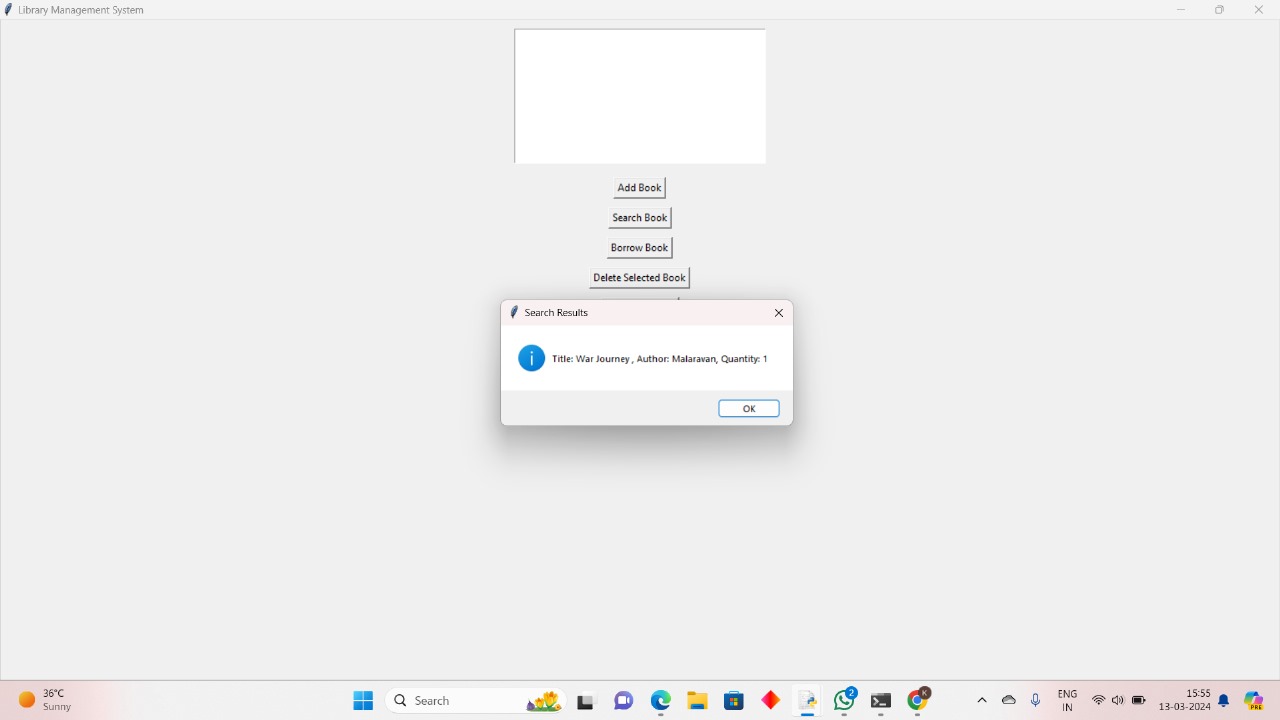 Library Management System
Add Book
Search Book
Borrow Book
Delete Selected Book
Search Results
Title: War Journey , Author: Malaravan, Quantity: 1
OK
36°C
Sunny
Search
2
K
ENG
IN
15:55
13-03-2024
PRE